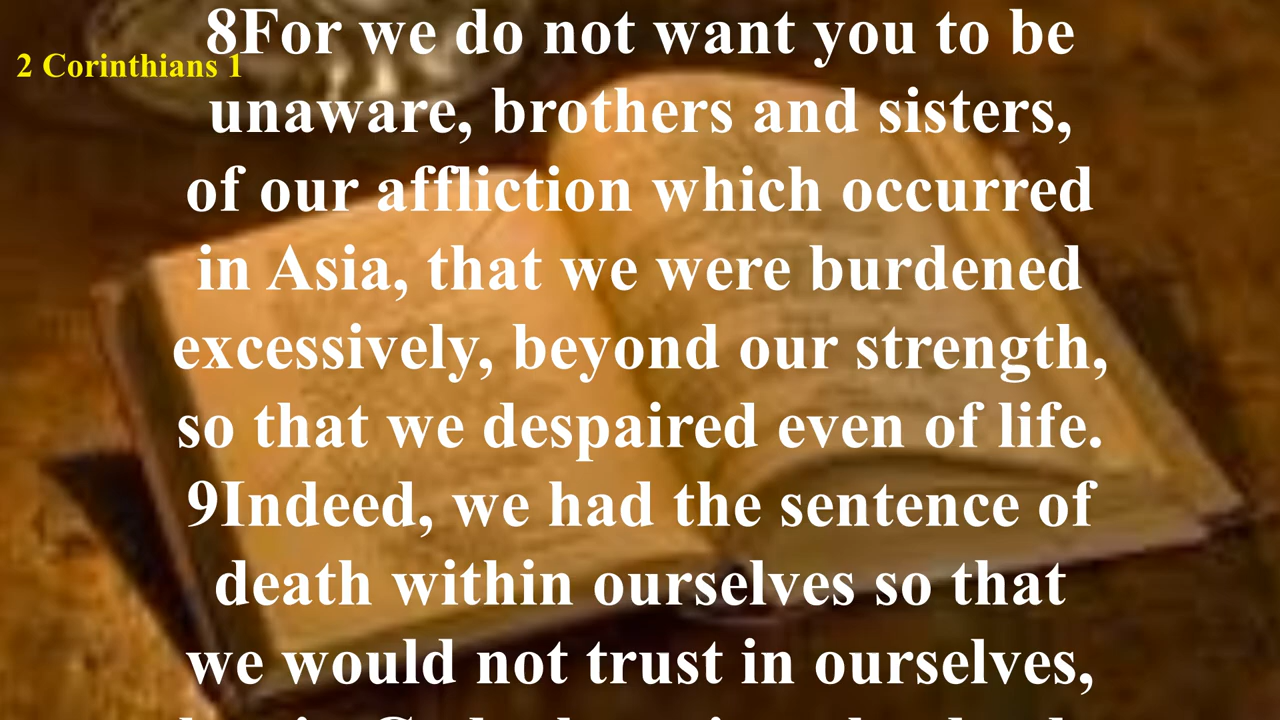 8For we do not want you to be
2 Corinthians 1
unaware, brothers and sisters,
of our affliction which occurred
in Asia, that we were burdened
excessively, beyond our strength,
so that we despaired even of life.
9Indeed, we had the sentence of
death within ourselves so that
we would not trust in ourselves,